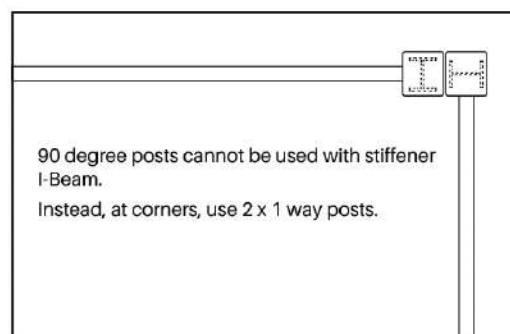 90 degree posts cannot be used with stiffener
I-Beam.
Instead, at corners, use 2 x 1 way posts.